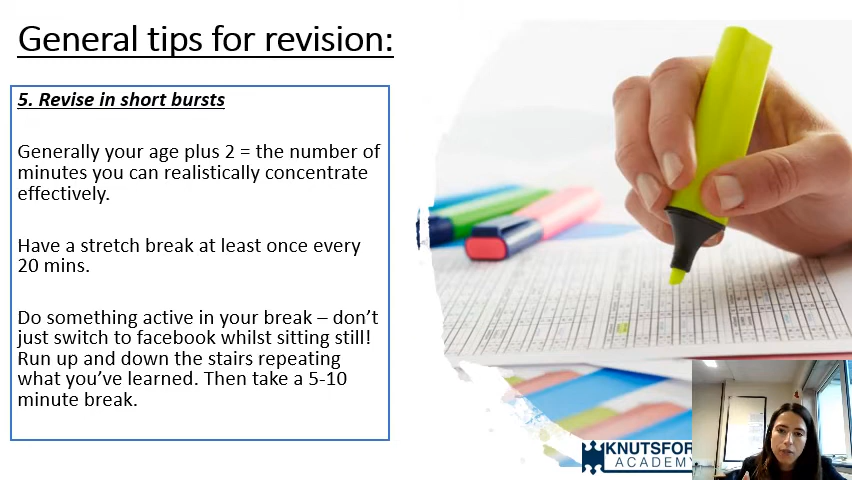 General tips for revision:
5. Revise in short bursts
Generally your age plus 2 = the number of
minutes you can realistically concentrate
effectively.
Have a stretch break at least once every
20 mins.
Do something active in your break – don’t
just switch to facebook whilst sitting still!
Run up and down the stairs repeating
what you’ve learned. Then take a 5-10
minute break.
KNUTSFOR
ACADEMY